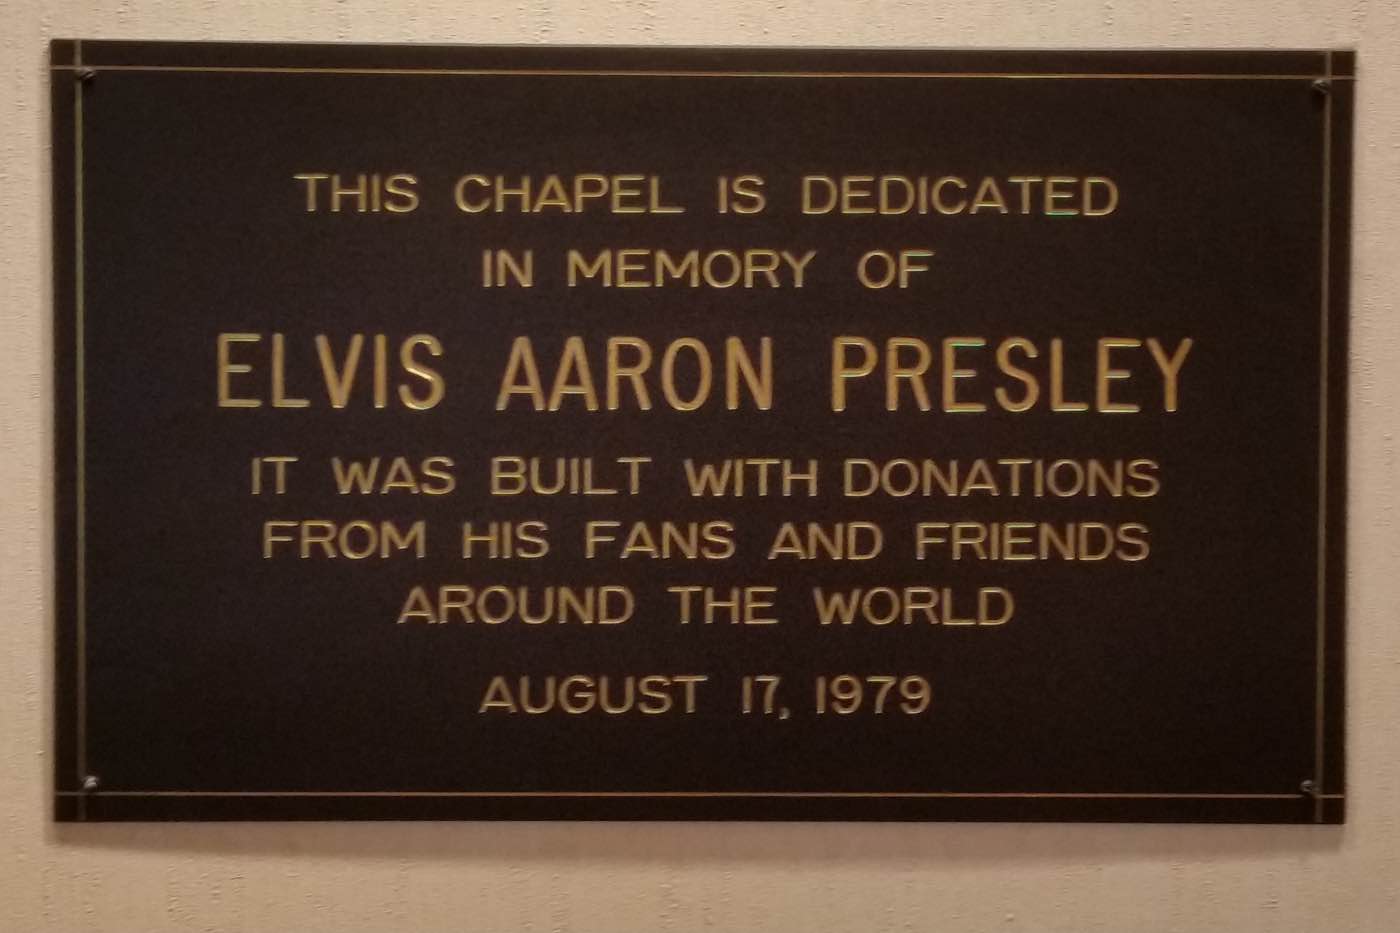 THIS CHAPEL IS DEDICATED
IN MEMORY OF
ELVIS AARON PRESLEY
IT WAS BUILT WITH DONATIONS
FROM HIS FANS AND FRIENDS
AROUND THE WORLD
AUGUST 17, 1979